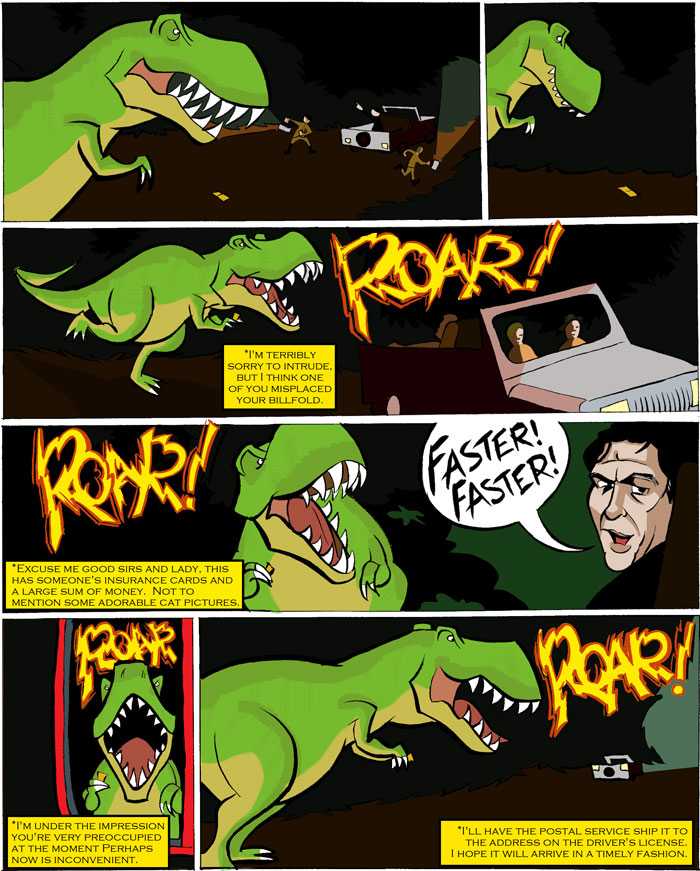 ROAR!
*I'M TERRIBLY
SORRY TO INTRUDE,
BUT I THINK ONE
OF YOU MISPLACED
YOUR BILLFOLD.
ROAR!
FASTER!
FASTER!
*EXCUSE ME GOOD SIRS AND LADY, THIS
HAS SOMEONE'S INSURANCE CARDS AND
A LARGE SUM OF MONEY. NOT TO
MENTION SOME ADORABLE CAT PICTURES.
ROAR
*I'M UNDER THE IMPRESSION
YOU'RE VERY PREOCCUPIED
AT THE MOMENT PERHAPS
NOW IS INCONVENIENT.
ROAR!
*I'LL HAVE THE POSTAL SERVICE SHIP IT TO
THE ADDRESS ON THE DRIVER'S LICENSE.
I HOPE IT WILL ARRIVE IN A TIMELY FASHION.